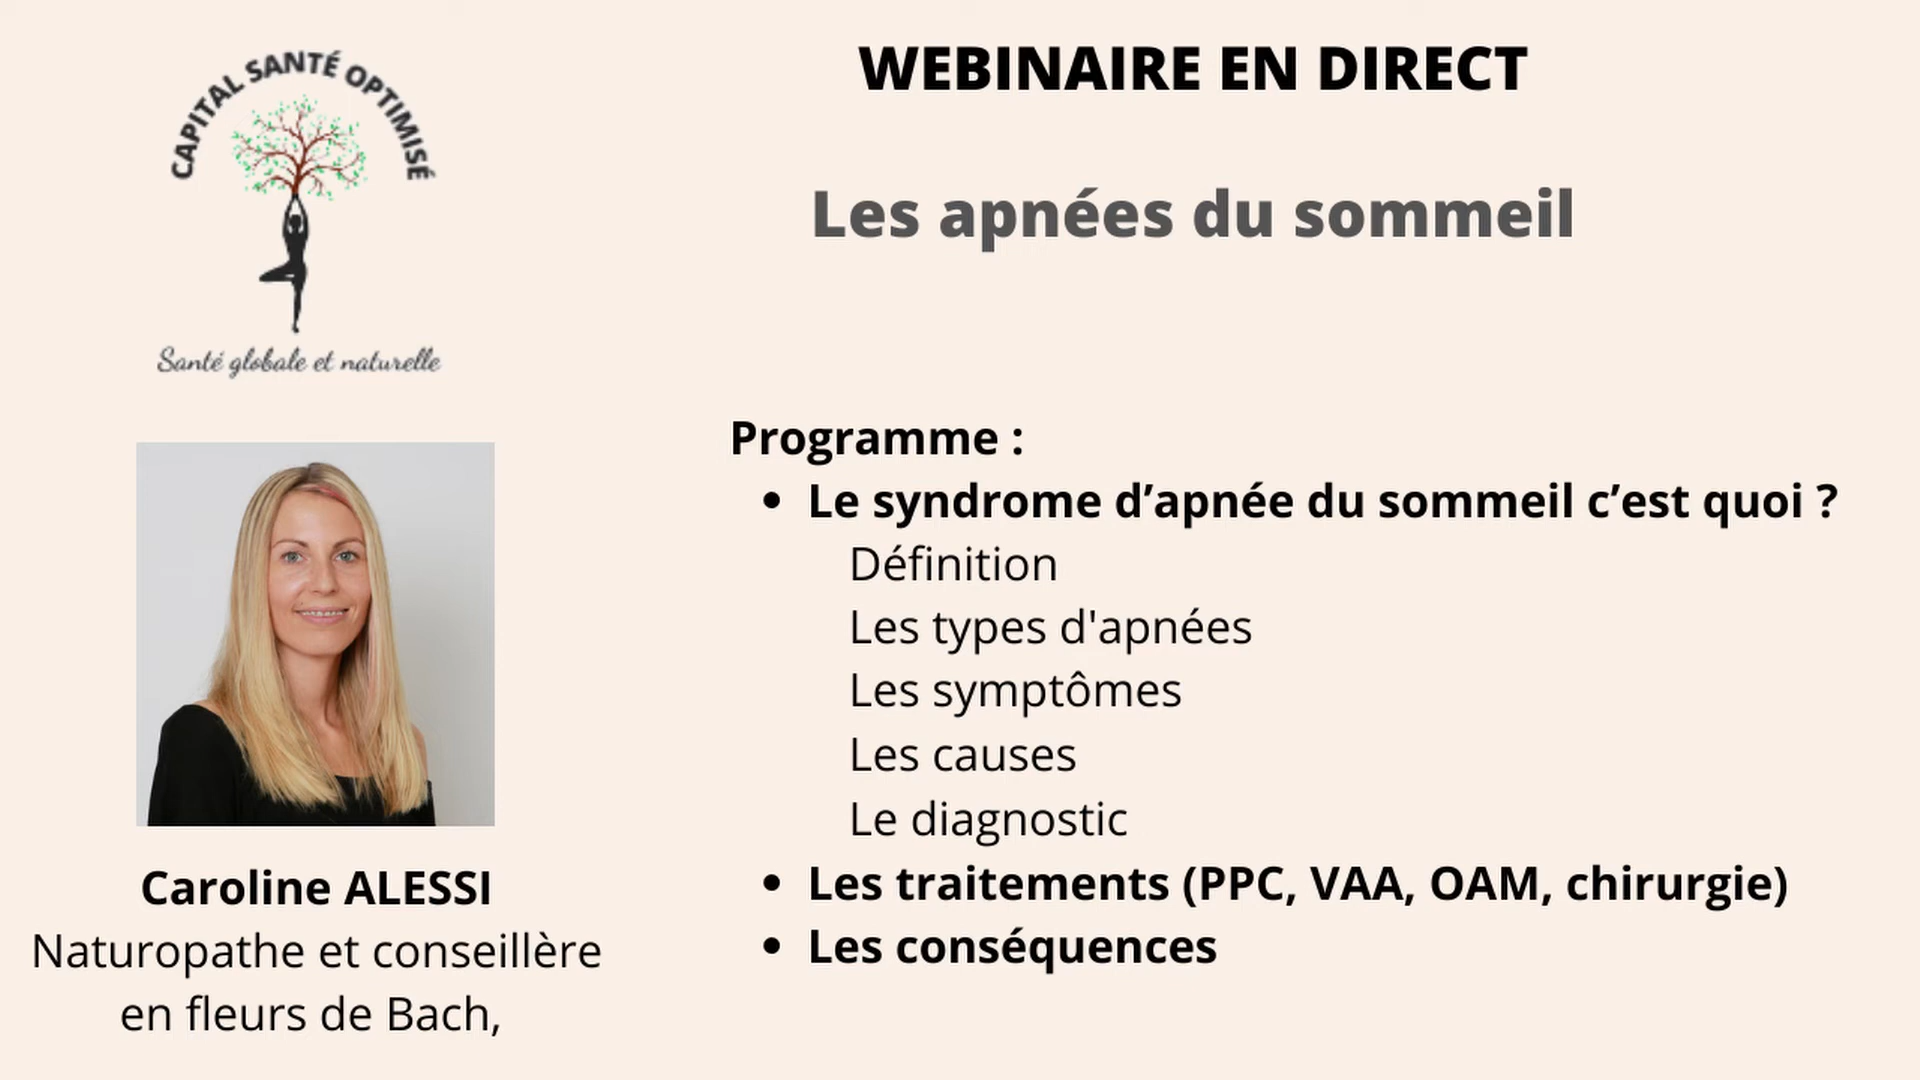 CAPITAL SANTÉ OPTIMISÉ
Santé globale et naturelle
Caroline ALESSI
Naturopathe et conseillère
en fleurs de Bach,
WEBINAIRE EN DIRECT
Les apnées du sommeil
Programme :
• Le syndrome d’apnée du sommeil c’est quoi ?
Définition
Les types d'apnées
Les symptômes
Les causes
Le diagnostic
• Les traitements (PPC, VAA, OAM, chirurgie)
• Les conséquences